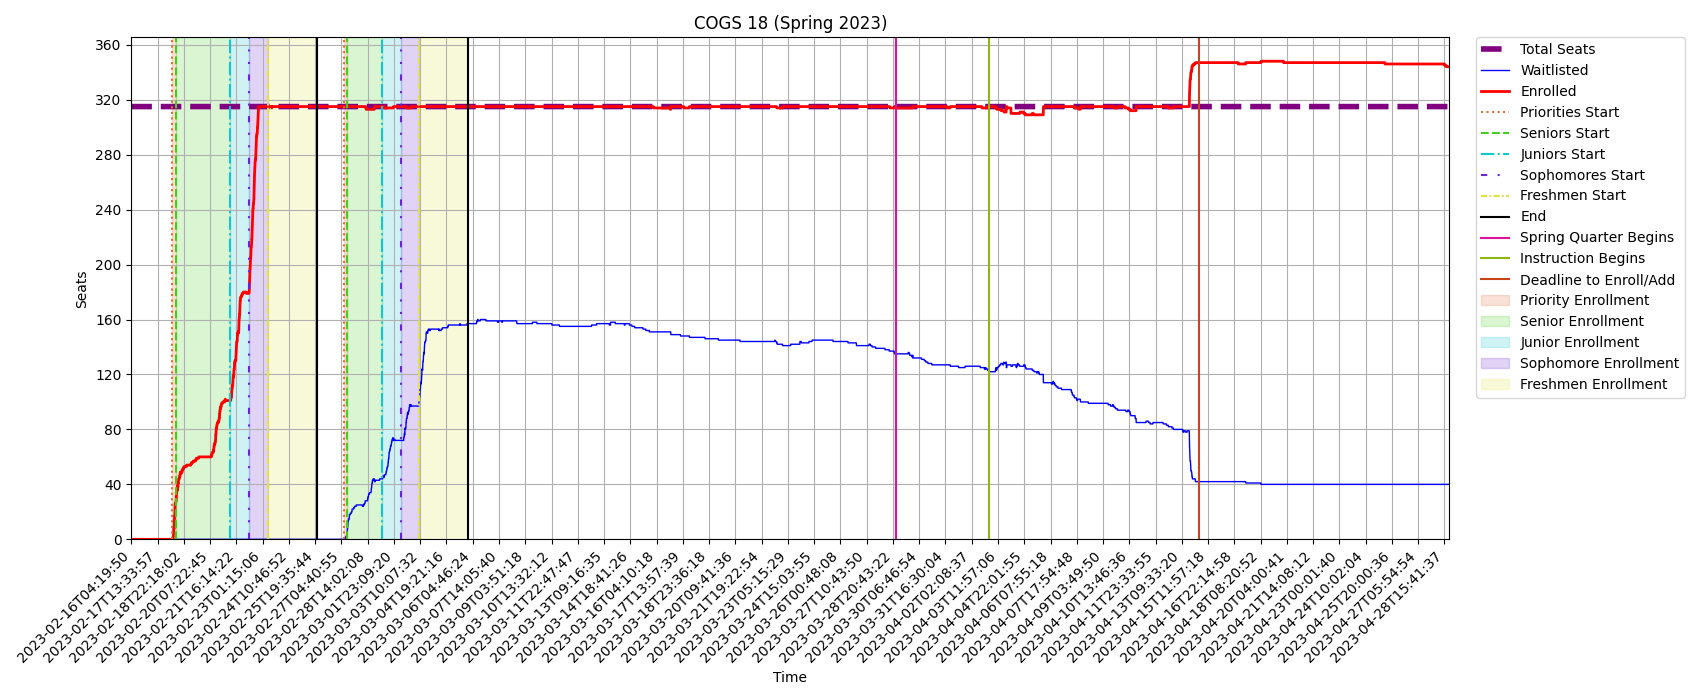 COGS 18 (Spring 2023)
Seats
360
320
280
240
200
160
120
80
40
0
2023-02-16T04:19:50
2023-02-17T13:33:57
2023-02-18T22:18:02
2023-02-20T07:22:45
2023-02-21T16:14:22
2023-02-23T01:15:06
2023-02-24T10:46:52
2023-02-25T19:35:44
2023-02-27T04:40:55
2023-02-28T14:02:08
2023-03-01T23:09:20
2023-03-03T10:07:32
2023-03-04T19:21:16
2023-03-06T04:46:24
2023-03-07T14:05:40
2023-03-09T03:51:18
2023-03-10T13:32:12
2023-03-11T22:47:47
2023-03-13T09:16:35
2023-03-14T18:41:26
2023-03-16T04:10:18
2023-03-17T13:57:39
2023-03-18T23:36:18
2023-03-20T09:41:36
2023-03-21T19:22:54
2023-03-23T05:15:29
2023-03-24T15:03:55
2023-03-26T00:48:08
2023-03-27T10:43:50
2023-03-28T20:43:22
2023-03-30T06:46:54
2023-03-31T16:30:04
2023-04-02T02:08:37
2023-04-03T11:57:06
2023-04-04T22:01:55
2023-04-06T07:55:18
2023-04-07T17:54:48
2023-04-09T03:49:50
2023-04-10T13:46:36
2023-04-11T23:33:55
2023-04-13T09:33:20
2023-04-15T11:57:18
2023-04-16T22:14:58
2023-04-18T08:20:52
2023-04-20T04:00:41
2023-04-21T14:08:12
2023-04-23T00:01:40
2023-04-24T10:02:04
2023-04-25T20:00:36
2023-04-27T05:54:54
2023-04-28T15:41:37
Time
Total Seats
Waitlisted
Enrolled
Priorities Start
Seniors Start
Juniors Start
Sophomores Start
Freshmen Start
End
Spring Quarter Begins
Instruction Begins
Deadline to Enroll/Add
Priority Enrollment
Senior Enrollment
Junior Enrollment
Sophomore Enrollment
Freshmen Enrollment